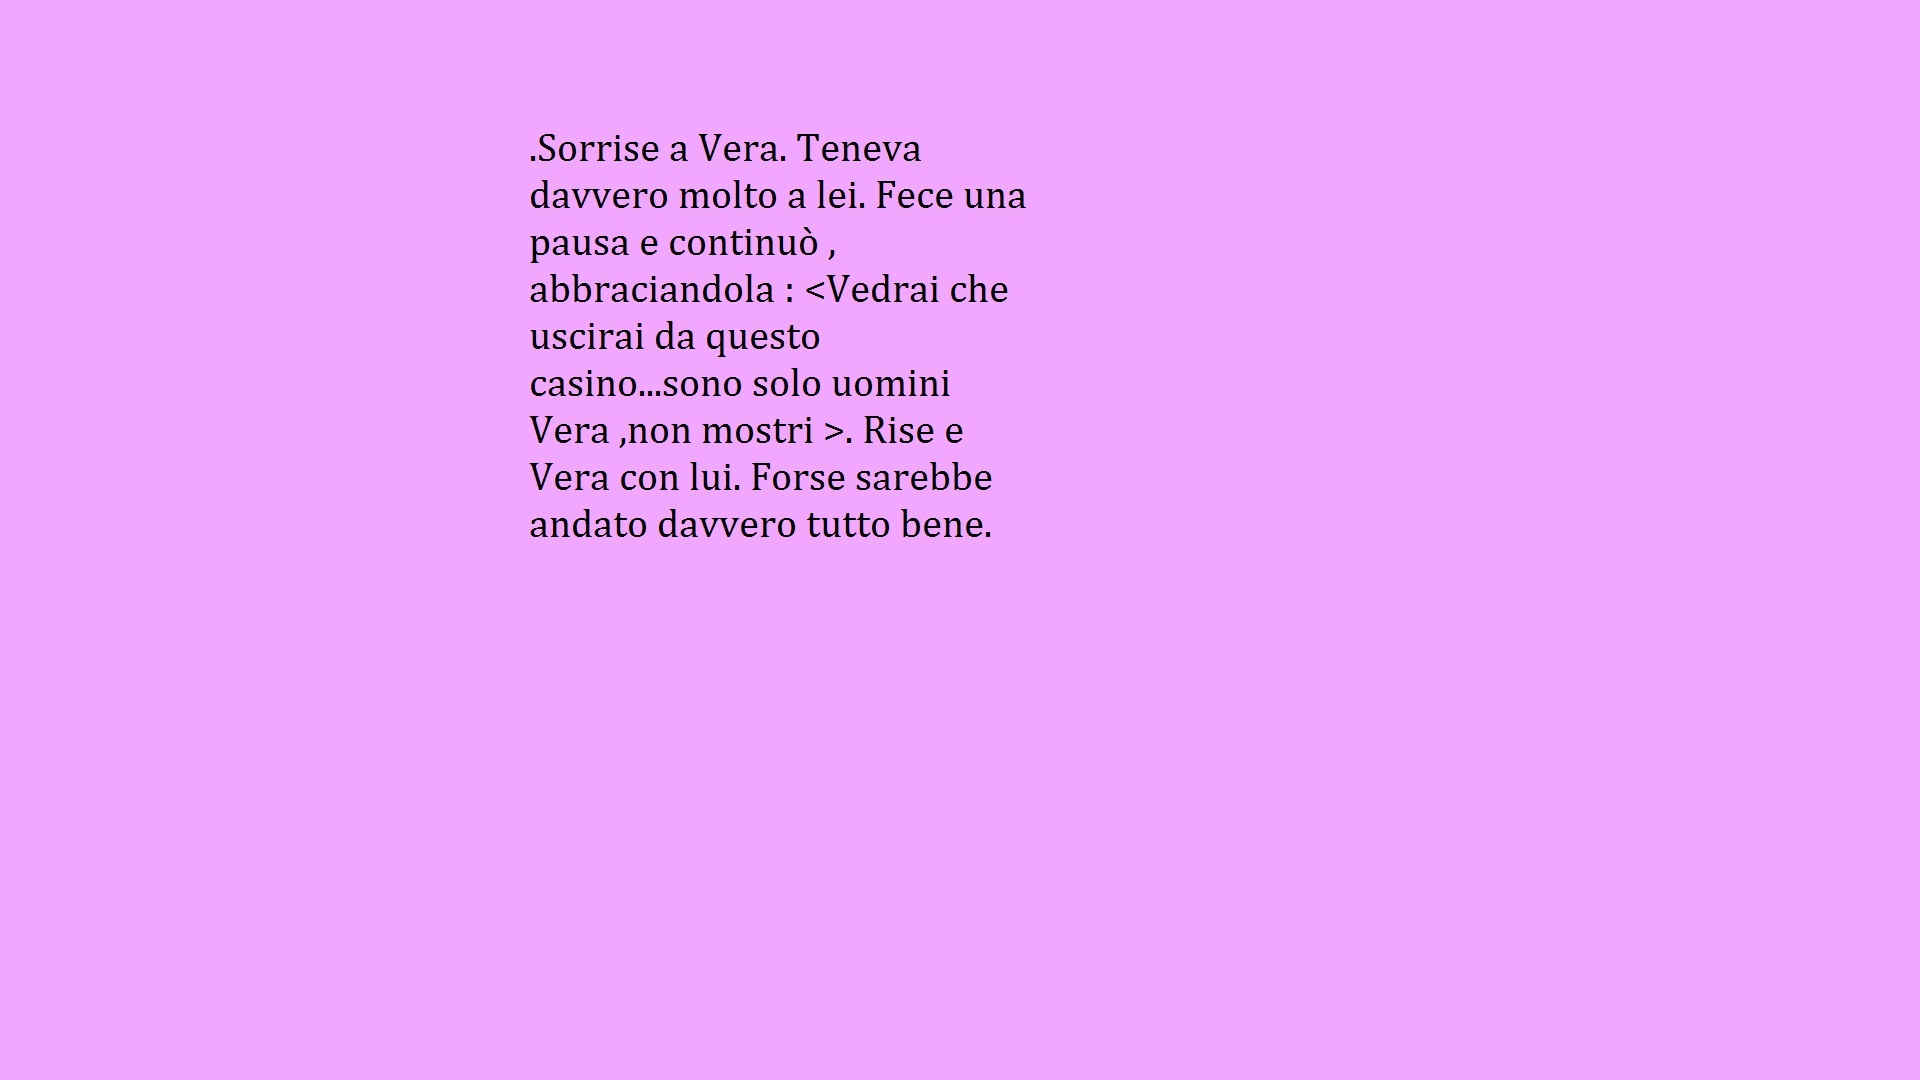 .Sorrise a Vera. Teneva
davvero molto a lei. Fece una
pausa e continuò ,
abbraciandola : <Vedrai che
uscirai da questo
casino...sono solo uomini
Vera ,non mostri >. Rise e
Vera con lui. Forse sarebbe
andato davvero tutto bene.